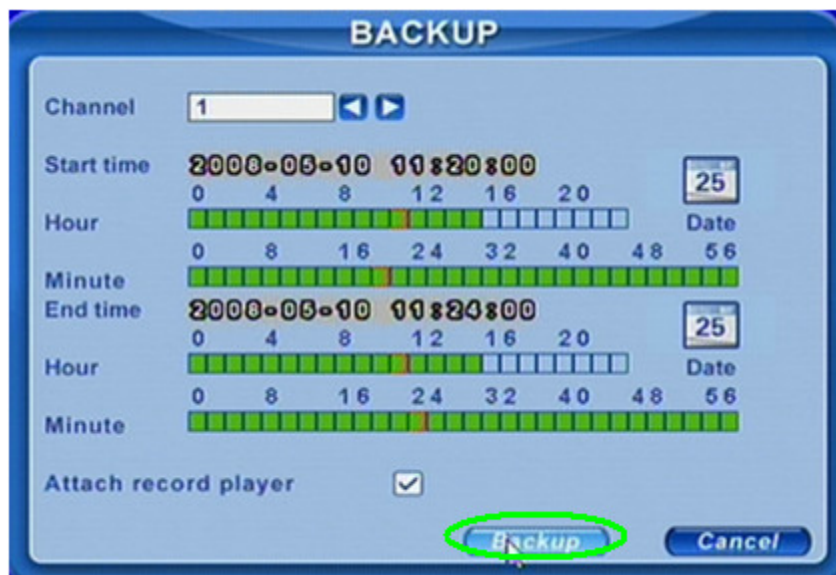 BACKUP
Channel 1
Start time 2008-05-10 11:20:00
0 4 8 12 16 20 25
Hour Date
0 8 16 24 32 40 48 56
Minute
End time 2008-05-10 11:24:00
0 4 8 12 16 20 25
Hour Date
0 8 16 24 32 40 48 56
Minute
Attach record player
Backup Cancel